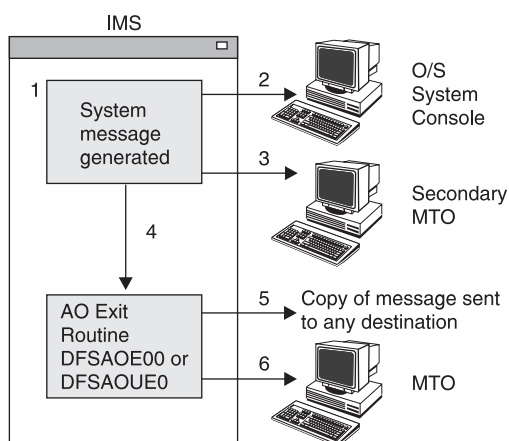 IMS
1
System
message
generated
2
O/S
System
Console
3
Secondary
MTO
4
AO Exit
Routine
DFSAOE00 or
DFSAOUE0
5
Copy of message sent
to any destination
6
MTO